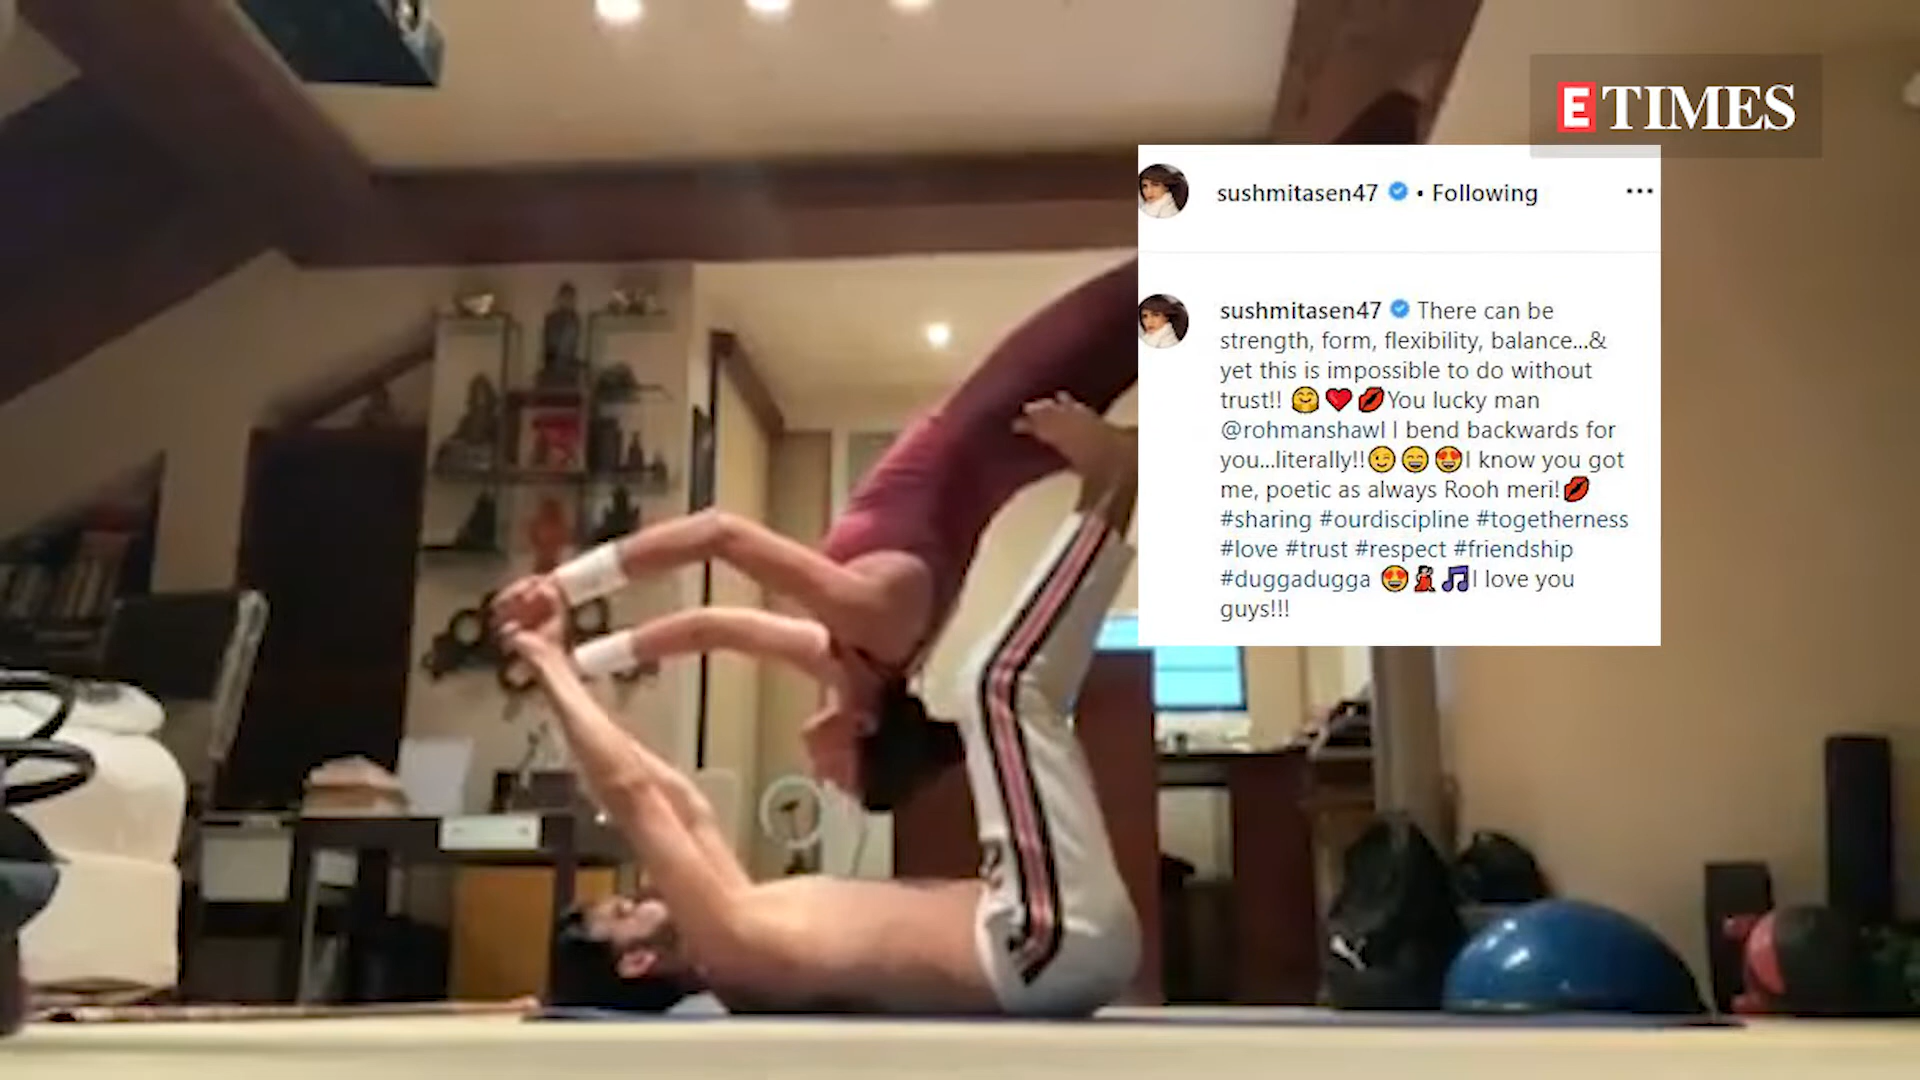 E TIMES
sushmitasen47 • Following •••
sushmitasen47 There can be
strength, form, flexibility, balance...&
yet this is impossible to do without
trust!! 🤗❤️💋You lucky man
@rohmanshawl I bend backwards for
you...literally!!😉😄😍I know you got
me, poetic as always Rooh meri!💋
#sharing #ourdiscipline #togetherness
#love #trust #respect #friendship
#duggadugga 😍💃🎵I love you
guys!!!